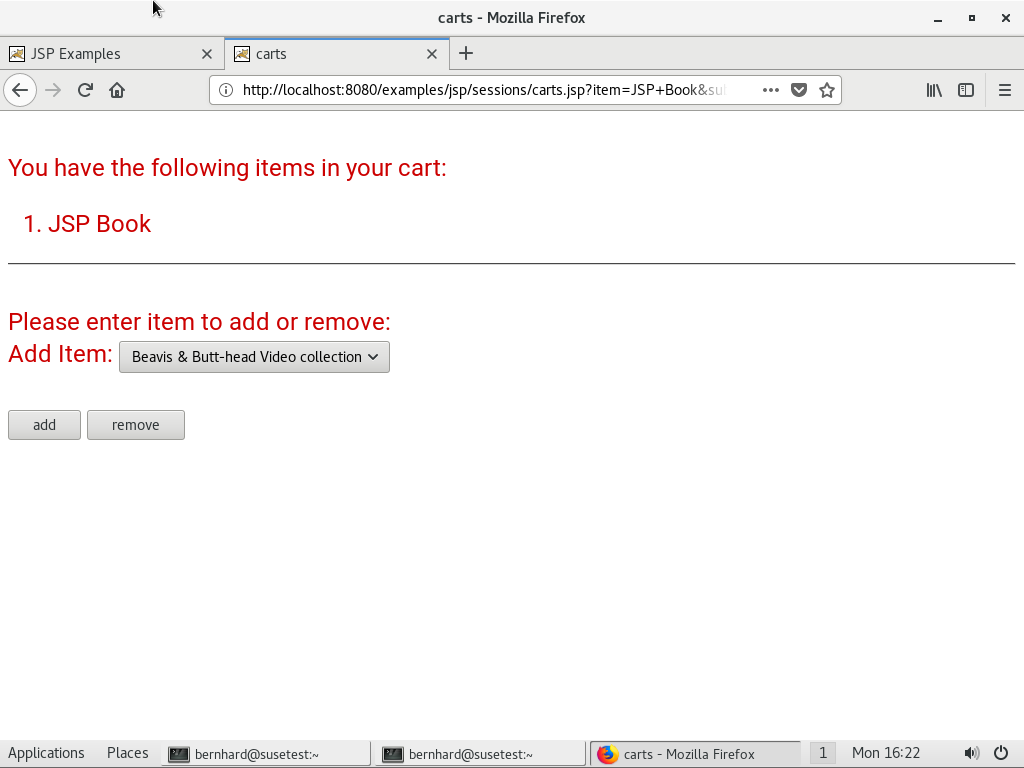 carts - Mozilla Firefox
JSP Examples
carts
http://localhost:8080/examples/jsp/sessions/carts.jsp?item=JSP+Book&su
You have the following items in your cart:
1. JSP Book
Please enter item to add or remove:
Add Item: Beavis & Butt-head Video collection
add remove
Applications Places bernhard@susetest:~ bernhard@susetest:~ carts - Mozilla Firefox 1 Mon 16:22